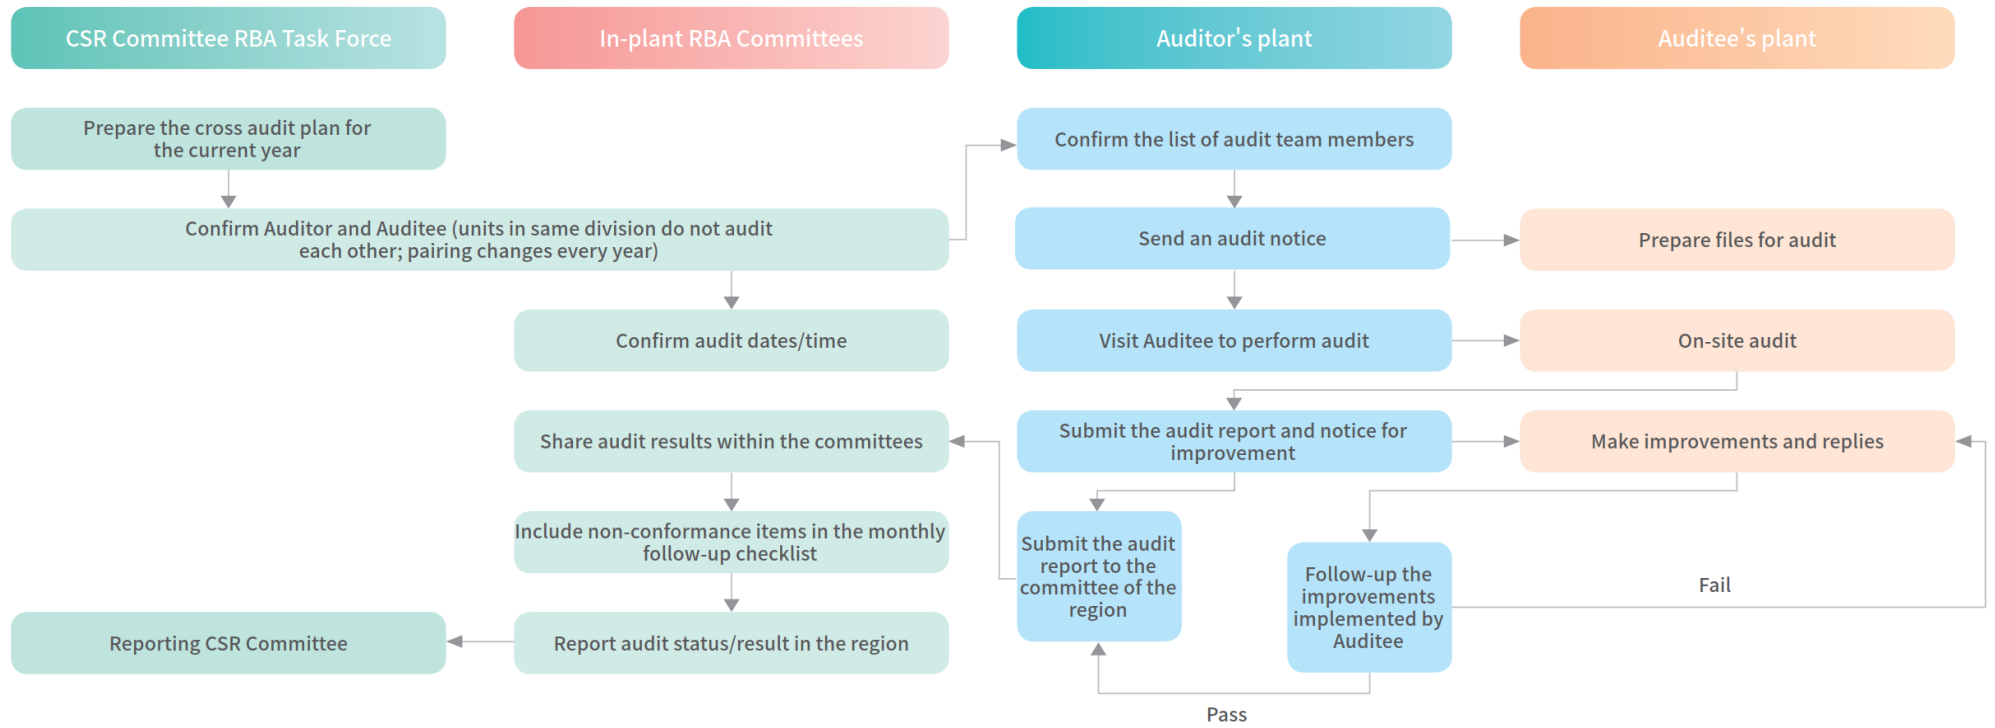 CSR Committee RBA Task Force
In-plant RBA Committees
Auditor's plant
Auditee's plant
Prepare the cross audit plan for
the current year
Confirm the list of audit team members
Confirm Auditor and Auditee (units in same division do not audit
each other; pairing changes every year)
Send an audit notice
Prepare files for audit
Confirm audit dates/time
Visit Auditee to perform audit
On-site audit
Share audit results within the committees
Submit the audit report and notice for
improvement
Make improvements and replies
Include non-conformance items in the monthly
follow-up checklist
Submit the audit
report to the
committee of the
region
Follow-up the
improvements
implemented by
Auditee
Fail
Reporting CSR Committee
Report audit status/result in the region
Pass